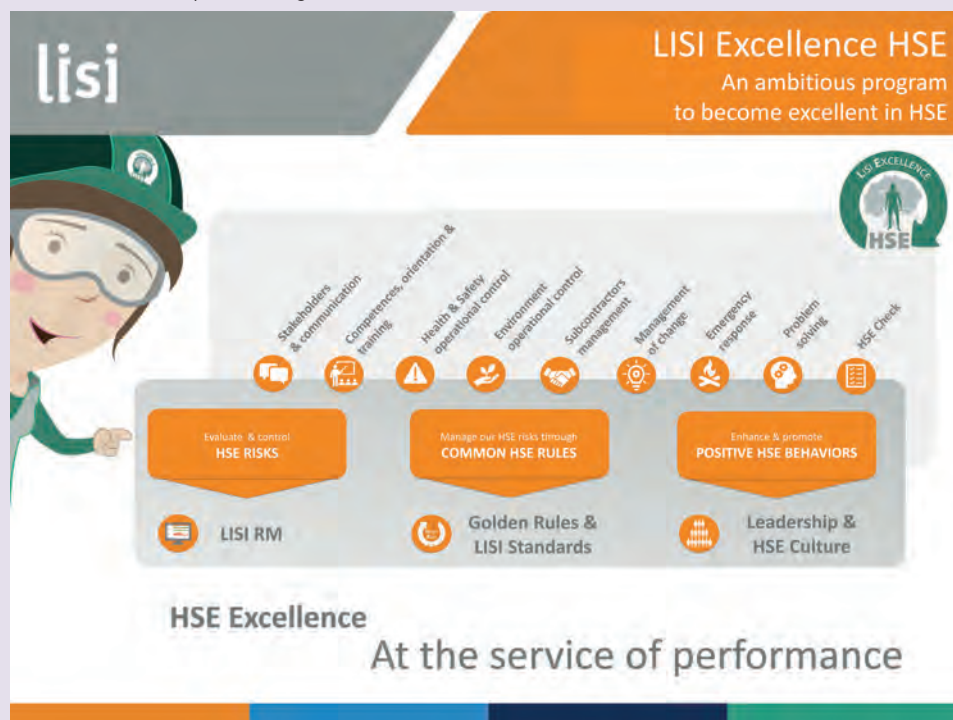 lisi
LISI Excellence HSE
An ambitious program
to become excellent in HSE
LISI EXCELLENCE
HSE
Stakeholders
& communication
Competences, orientation &
training
Health & Safety
operational control
Environment
operational control
Subcontractors
management
Management
of change
Emergency
response
Problem
solving
HSE Check
Evaluate & control
HSE RISKS
Manage our HSE risks through
COMMON HSE RULES
Enhance & promote
POSITIVE HSE BEHAVIORS
LISI RM
Golden Rules &
LISI Standards
Leadership &
HSE Culture
HSE Excellence
At the service of performance